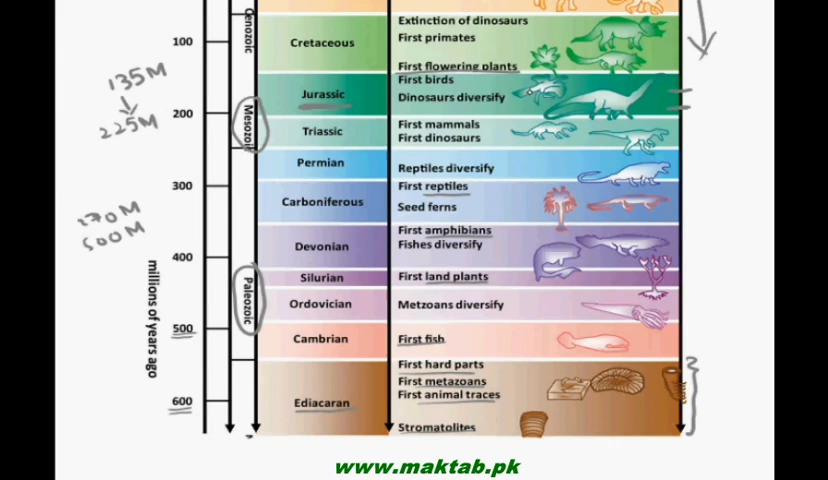 Cenozoic
Extinction of dinosaurs
100
Cretaceous
First primates
First flowering plants
135M
First birds
Jurassic
Dinosaurs diversify
200
225M
Mesozoic
First mammals
Triassic
First dinosaurs
Permian
Reptiles diversify
300
First reptiles
Carboniferous
Seed ferns
270M
500M
First amphibians
Devonian
Fishes diversify
400
Silurian
First land plants
Paleozoic
Ordovician
Metzoans diversify
millions of years ago
500
Cambrian
First fish
First hard parts
First metazoans
First animal traces
600
Ediacaran
Stromatolites
www.maktab.pk